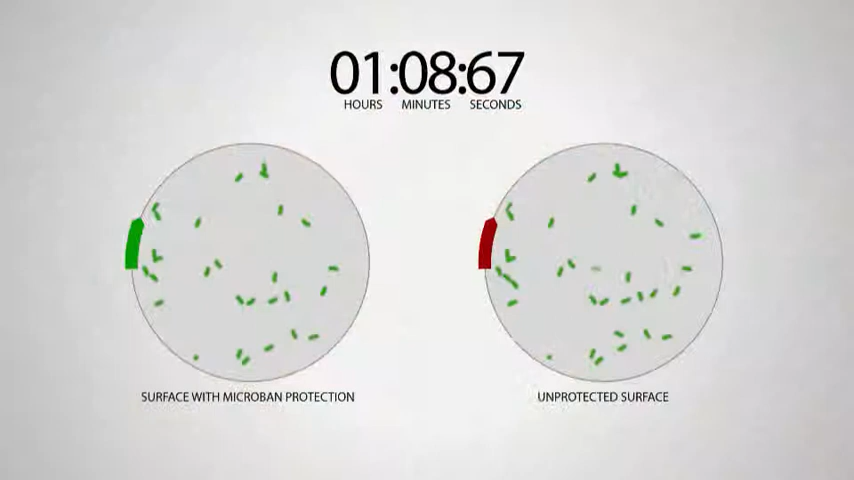 01:08:67
HOURS MINUTES SECONDS
SURFACE WITH MICROBAN PROTECTION
UNPROTECTED SURFACE